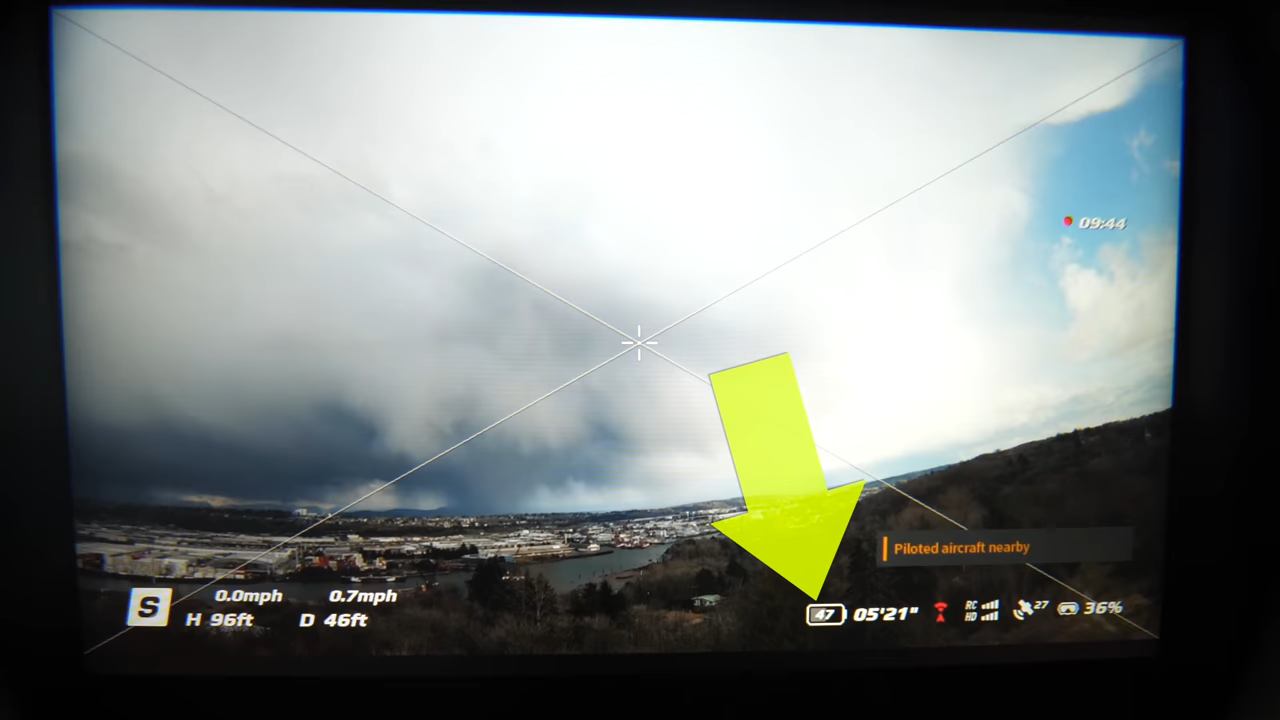 09:44
Piloted aircraft nearby
S
0.0mph 0.7mph
H 96ft D 46ft
47 05'21" RC HD 27 36%